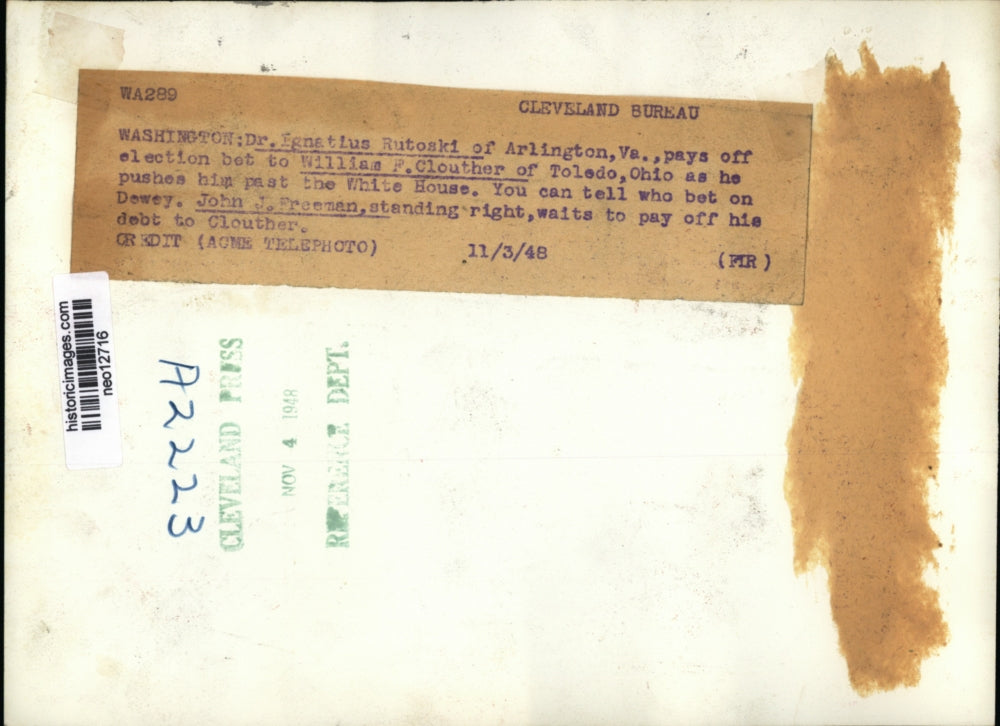 WA289
CLEVELAND BUREAU
WASHINGTON:Dr. Ignatius Rutoski of Arlington,Va.,pays off
election bet to William F.Clouther of Toledo,Ohio as he
pushes him past the White House. You can tell who bet on
Dewey. John J.Freeman,standing right,waits to pay off his
debt to Clouther.
CREDIT (ACME TELEPHOTO) 11/3/48 (FIR)
historicimages.com
neo12716
A2223
CLEVELAND PRESS
NOV 4 1948
REFERENCE DEPT.